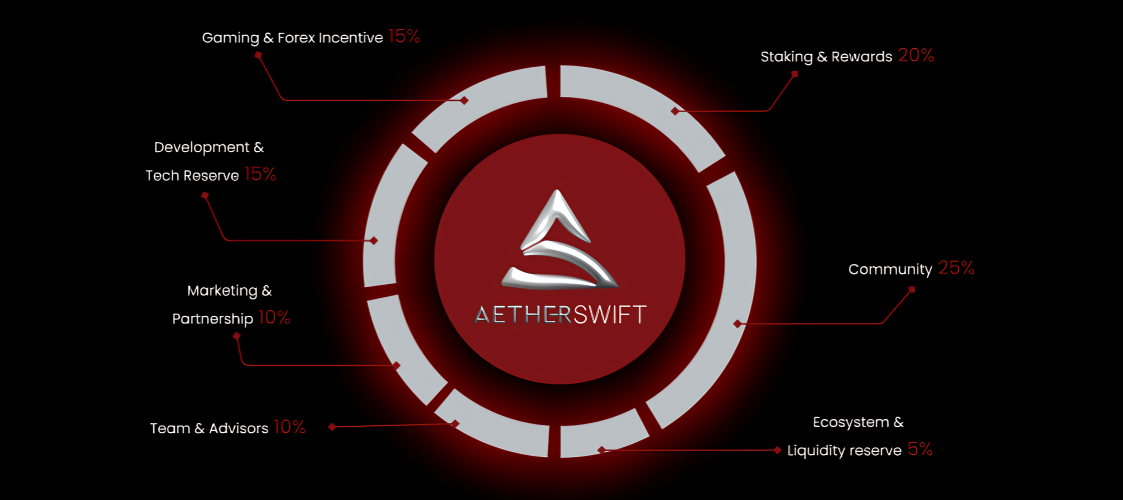 Gaming & Forex Incentive 15%
Staking & Rewards 20%
Development &
Tech Reserve 15%
Community 25%
Marketing &
Partnership 10%
AETHERSWIFT
Team & Advisors 10%
Ecosystem &
Liquidity reserve 5%